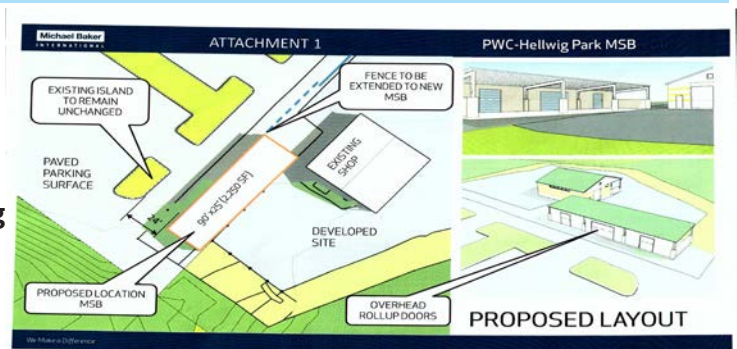 Michael Baker
INTERNATIONAL
ATTACHMENT 1
PWC-Hellwig Park MSB
EXISTING ISLAND
TO REMAIN
UNCHANGED
FENCE TO BE
EXTENDED TO NEW
MSB
PAVED
PARKING
SURFACE
EXISTING
SHOP
90'x25' (2,250 SF)
24'
g
DEVELOPED
SITE
PROPOSED LOCATION
MSB
OVERHEAD
ROLLUP DOORS
PROPOSED LAYOUT
We Make a Difference